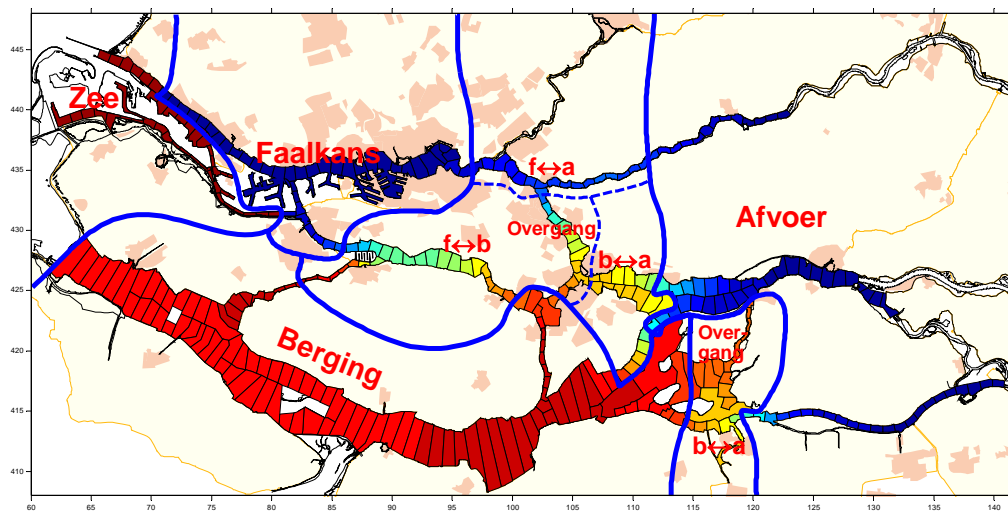 445
440
435
430
425
420
415
410
Zee
Faalkans
f↔a
Overgang
Afvoer
f↔b
b↔a
Over-
gang
Berging
b↔a
60 65 70 75 80 85 90 95 100 105 110 115 120 125 130 135 140